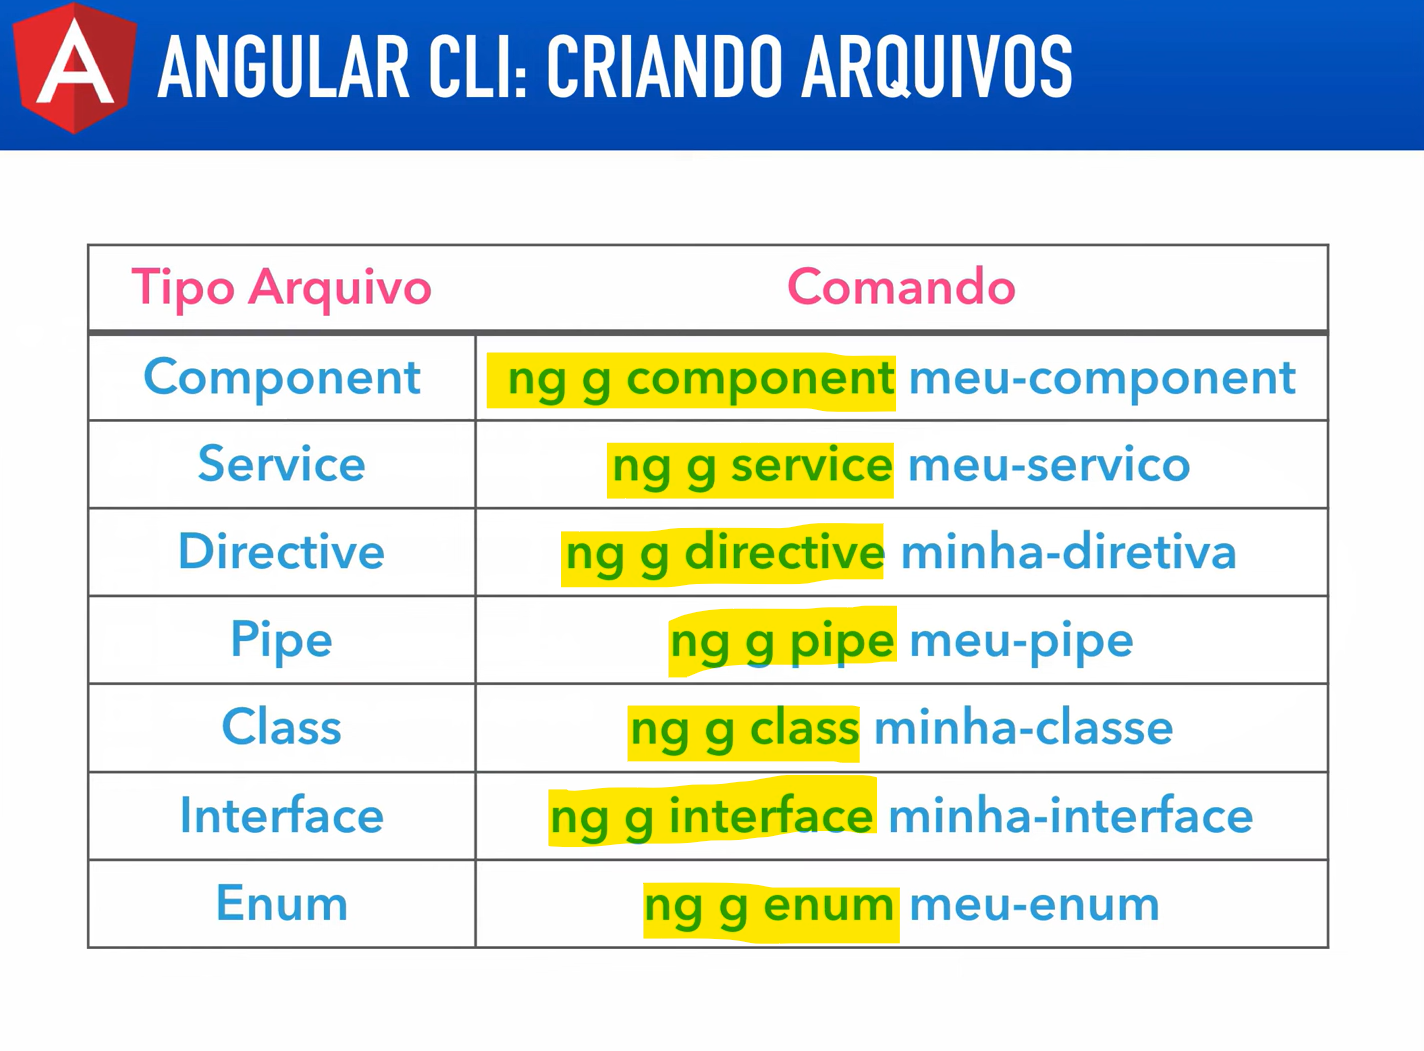 ANGULAR CLI: CRIANDO ARQUIVOS
Tipo Arquivo Comando
Component ng g component meu-component
Service ng g service meu-servico
Directive ng g directive minha-diretiva
Pipe ng g pipe meu-pipe
Class ng g class minha-classe
Interface ng g interface minha-interface
Enum ng g enum meu-enum